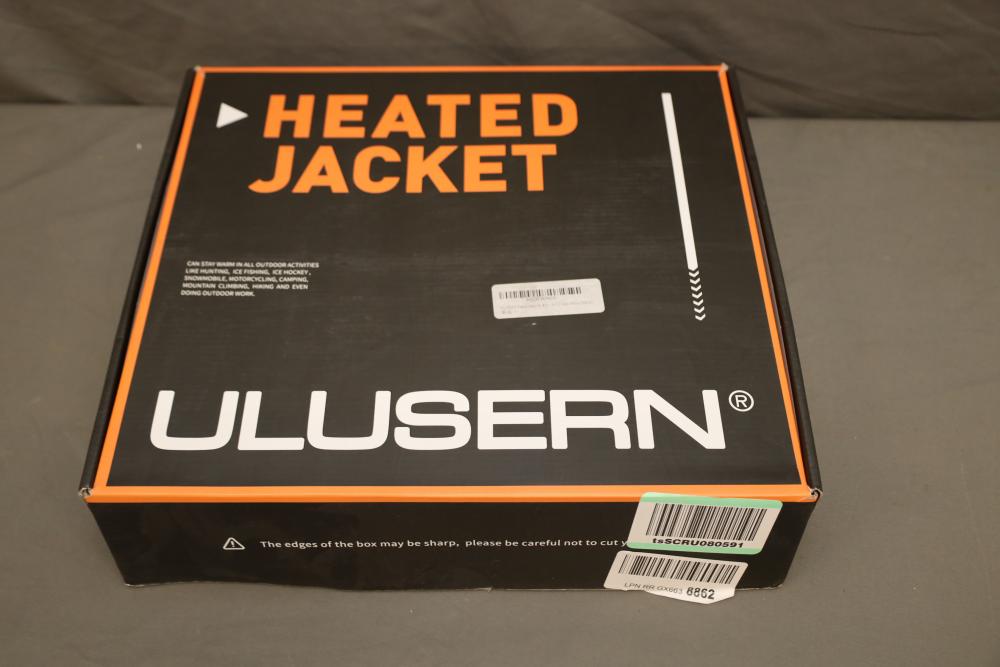 HEATED
JACKET
CAN STAY WARM IN ALL OUTDOOR ACTIVITIES
LIKE HUNTING, ICE FISHING, ICE HOCKEY,
SNOWMOBILE, MOTORCYCLING, CAMPING,
MOUNTAIN CLIMBING, HIKING AND EVEN
DOING OUTDOOR WORK.
ULUSERN®
The edges of the box may be sharp, please be careful not to cut y
tsSCRU080591
LPN RR GX663 8862